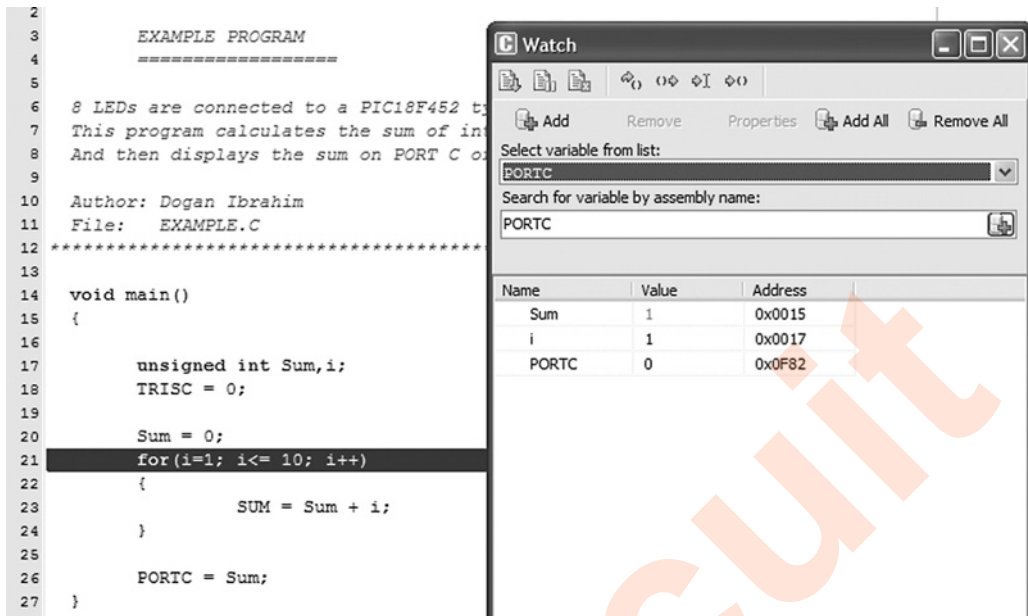 2
3 EXAMPLE PROGRAM
4 ==================
5
6 8 LEDs are connected to a PIC18F452
7 This program calculates the sum of
8 And then displays the sum on PORT C
9
10 Author: Dogan Ibrahim
11 File: EXAMPLE.C
12 ****************************************
13
14 void main()
15 {
16
17 unsigned int Sum,i;
18 TRISC = 0;
19
20 Sum = 0;
21 for(i=1; i<= 10; i++)
22 {
23 SUM = Sum + i;
24 }
25
26 PORTC = Sum;
27 }
Watch
Add Remove Properties Add All Remove All
Select variable from list:
PORTC
Search for variable by assembly name:
PORTC
Name Value Address
Sum 1 0x0015
i 1 0x0017
PORTC 0 0x0F82
cuit